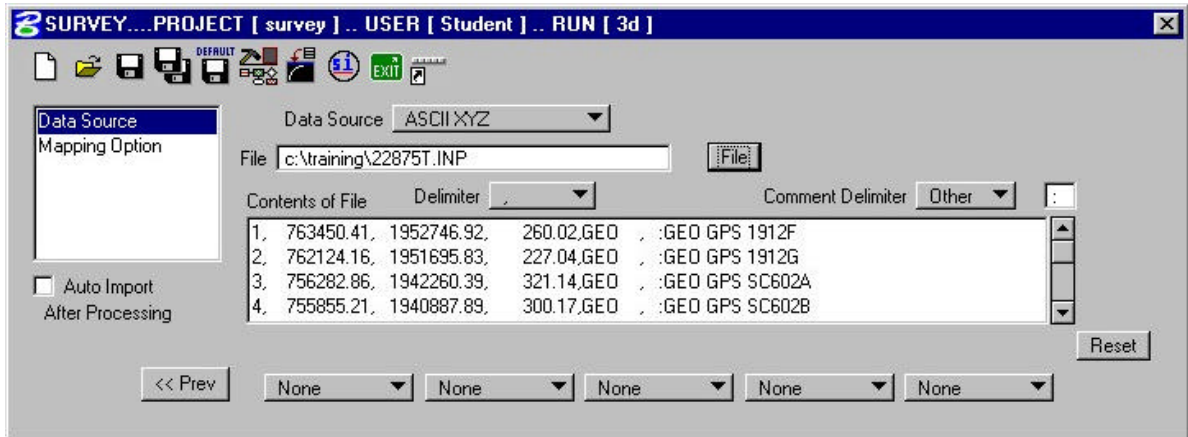 SURVEY....PROJECT [ survey ] .. USER [ Student ] .. RUN [ 3d ]
DEFAULT
si
EXIT
Data Source
Mapping Option
Data Source ASCII XYZ
File c:\training\22875T.INP File
Contents of File Delimiter , Comment Delimiter Other :
1, 763450.41, 1952746.92, 260.02,GEO , :GEO GPS 1912F
2, 762124.16, 1951695.83, 227.04,GEO , :GEO GPS 1912G
3, 756282.86, 1942260.39, 321.14,GEO , :GEO GPS SC602A
4, 755855.21, 1940887.89, 300.17,GEO , :GEO GPS SC602B
Auto Import
After Processing
Reset
<< Prev None None None None None